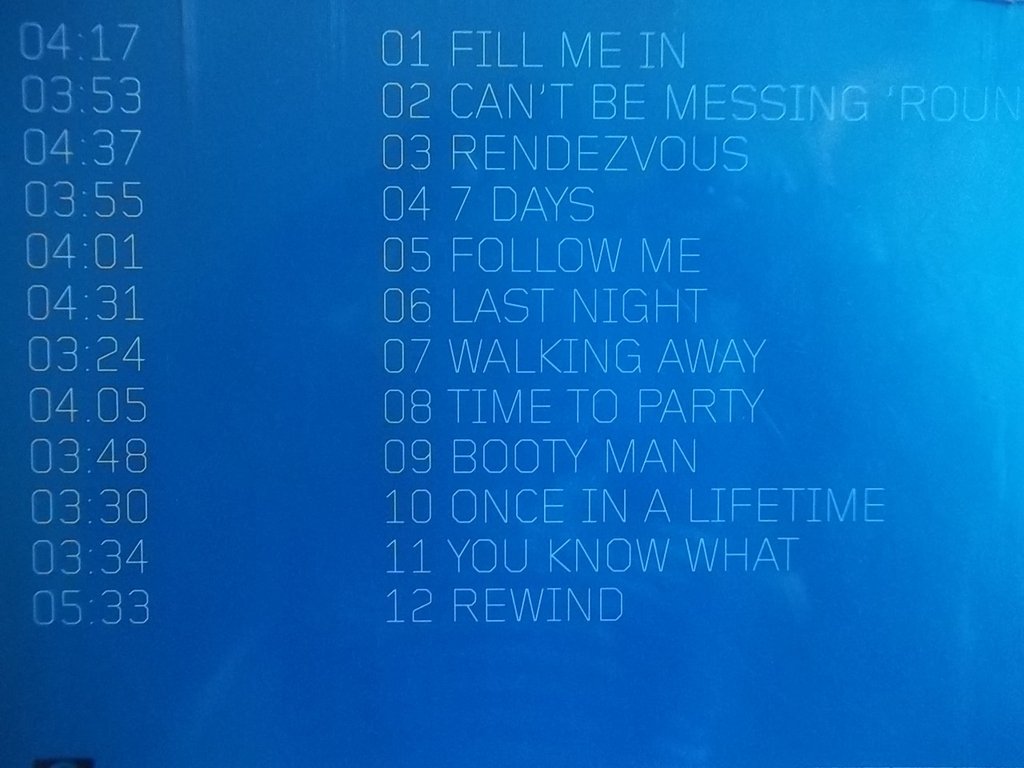 04:17 01 FILL ME IN
03:53 02 CAN'T BE MESSING 'ROUN
04:37 03 RENDEZVOUS
03:55 04 7 DAYS
04:01 05 FOLLOW ME
04:31 06 LAST NIGHT
03:24 07 WALKING AWAY
04.05 08 TIME TO PARTY
03:48 09 BOOTY MAN
03:30 10 ONCE IN A LIFETIME
03:34 11 YOU KNOW WHAT
05:33 12 REWIND